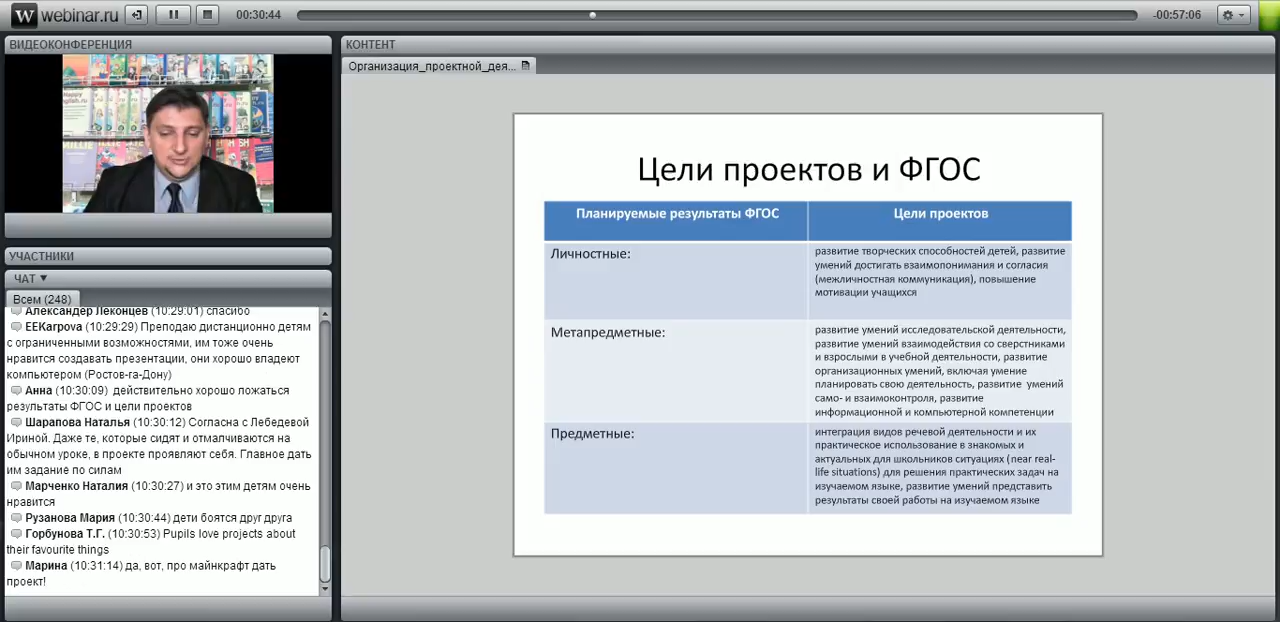 W webinar.ru
00:30:44
-00:57:06
ВИДЕОКОНФЕРЕНЦИЯ
УЧАСТНИКИ
ЧАТ
Всем (248)
Александр Леконцев (10:29:01) спасибо
EEKarpova (10:29:29) Преподаю дистанционно детям
с ограниченными возможностями, им тоже очень
нравится создавать презентации, они хорошо владеют
компьютером (Ростов-га-Дону)
Анна (10:30:09) действительно хорошо ложаться
результаты ФГОС и цели проектов
Шарапова Наталья (10:30:12) Согласна с Лебедевой
Ириной. Даже те, которые сидят и отмалчиваются на
обычном уроке, в проекте проявляют себя. Главное дать
им задание по силам
Марченко Наталия (10:30:27) и это этим детям очень
нравится
Рузанова Мария (10:30:44) дети боятся друг друга
Горбунова Т.Г. (10:30:53) Pupils love projects about
their favourite things
Марина (10:31:14) да, вот, про майнкрафт дать
проект!
КОНТЕНТ
Организация_проектной_дея...
Цели проектов и ФГОС
Планируемые результаты ФГОС
Цели проектов
Личностные:
развитие творческих способностей детей, развитие
умений достигать взаимопонимания и согласия
(межличностная коммуникация), повышение
мотивации учащихся
Метапредметные:
развитие умений исследовательской деятельности,
развитие умений взаимодействия со сверстниками
и взрослыми в учебной деятельности, развитие
организационных умений, включая умение
планировать свою деятельность, развитие умений
само- и взаимоконтроля, развитие
информационной и компьютерной компетенции
Предметные:
интеграция видов речевой деятельности и их
практическое использование в знакомых и
актуальных для школьников ситуациях (near real-
life situations) для решения практических задач на
изучаемом языке, развитие умений представить
результаты своей работы на изучаемом языке